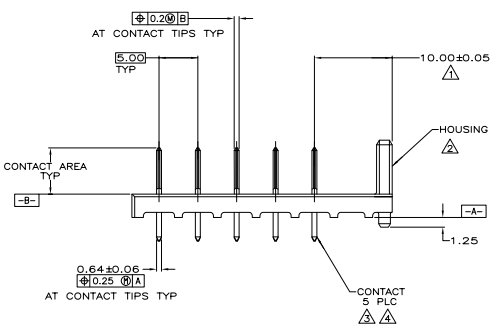 ⌖ 0.2Ⓜ B
AT CONTACT TIPS TYP
5.00
TYP
10.00±0.05
1
HOUSING
2
CONTACT AREA
TYP
-B-
-A-
1.25
0.64±0.06
⌖ 0.25 Ⓜ A
AT CONTACT TIPS TYP
CONTACT
5 PLC
3 4